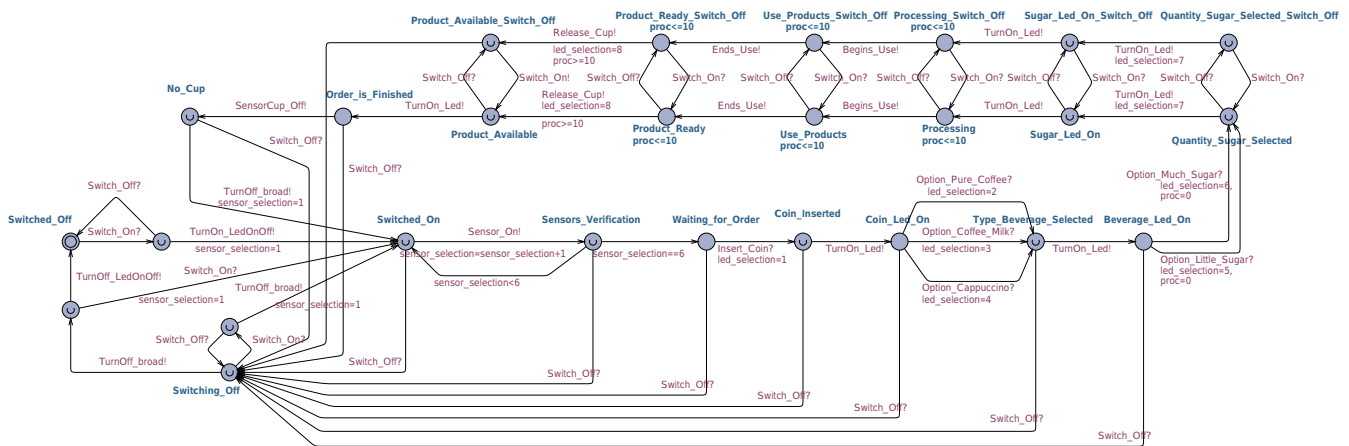 Product_Available_Switch_Off
Product_Ready_Switch_Off
proc<=10
Use_Products_Switch_Off
proc<=10
Processing_Switch_Off
proc<=10
Sugar_Led_On_Switch_Off
Quantity_Sugar_Selected_Switch_Off
Release_Cup!
led_selection=8
proc>=10
Ends_Use!
Begins_Use!
TurnOn_Led!
TurnOn_Led!
led_selection=7
Switch_Off?
Switch_On!
Switch_Off?
Switch_On?
Switch_Off?
Switch_On?
Switch_Off?
Switch_On?
Switch_Off?
Switch_On?
Switch_Off?
Switch_On?
No_Cup
SensorCup_Off!
Order_is_Finished
TurnOn_Led!
Release_Cup!
led_selection=8
proc>=10
Ends_Use!
Begins_Use!
TurnOn_Led!
TurnOn_Led!
led_selection=7
Product_Available
Product_Ready
proc<=10
Use_Products
proc<=10
Processing
proc<=10
Sugar_Led_On
Quantity_Sugar_Selected
Switch_Off?
Switch_Off?
TurnOff_broad!
sensor_selection=1
Option_Much_Sugar?
led_selection=6,
proc=0
Switch_Off?
Switched_Off
Switch_On?
TurnOn_LedOnOff!
sensor_selection=1
Switched_On
Sensor_On!
sensor_selection=sensor_selection+1
sensor_selection<6
Sensors_Verification
sensor_selection==6
Waiting_for_Order
Insert_Coin?
led_selection=1
Coin_Inserted
TurnOn_Led!
Coin_Led_On
Option_Pure_Coffee?
led_selection=2
Option_Coffee_Milk?
led_selection=3
Option_Cappuccino?
led_selection=4
Type_Beverage_Selected
TurnOn_Led!
Beverage_Led_On
Option_Little_Sugar?
led_selection=5,
proc=0
TurnOff_LedOnOff!
Switch_On?
sensor_selection=1
TurnOff_broad!
sensor_selection=1
Switch_Off?
Switch_On?
TurnOff_broad!
Switching_Off
Switch_Off?
Switch_Off?
Switch_Off?
Switch_Off?
Switch_Off?
Switch_Off?
Switch_Off?